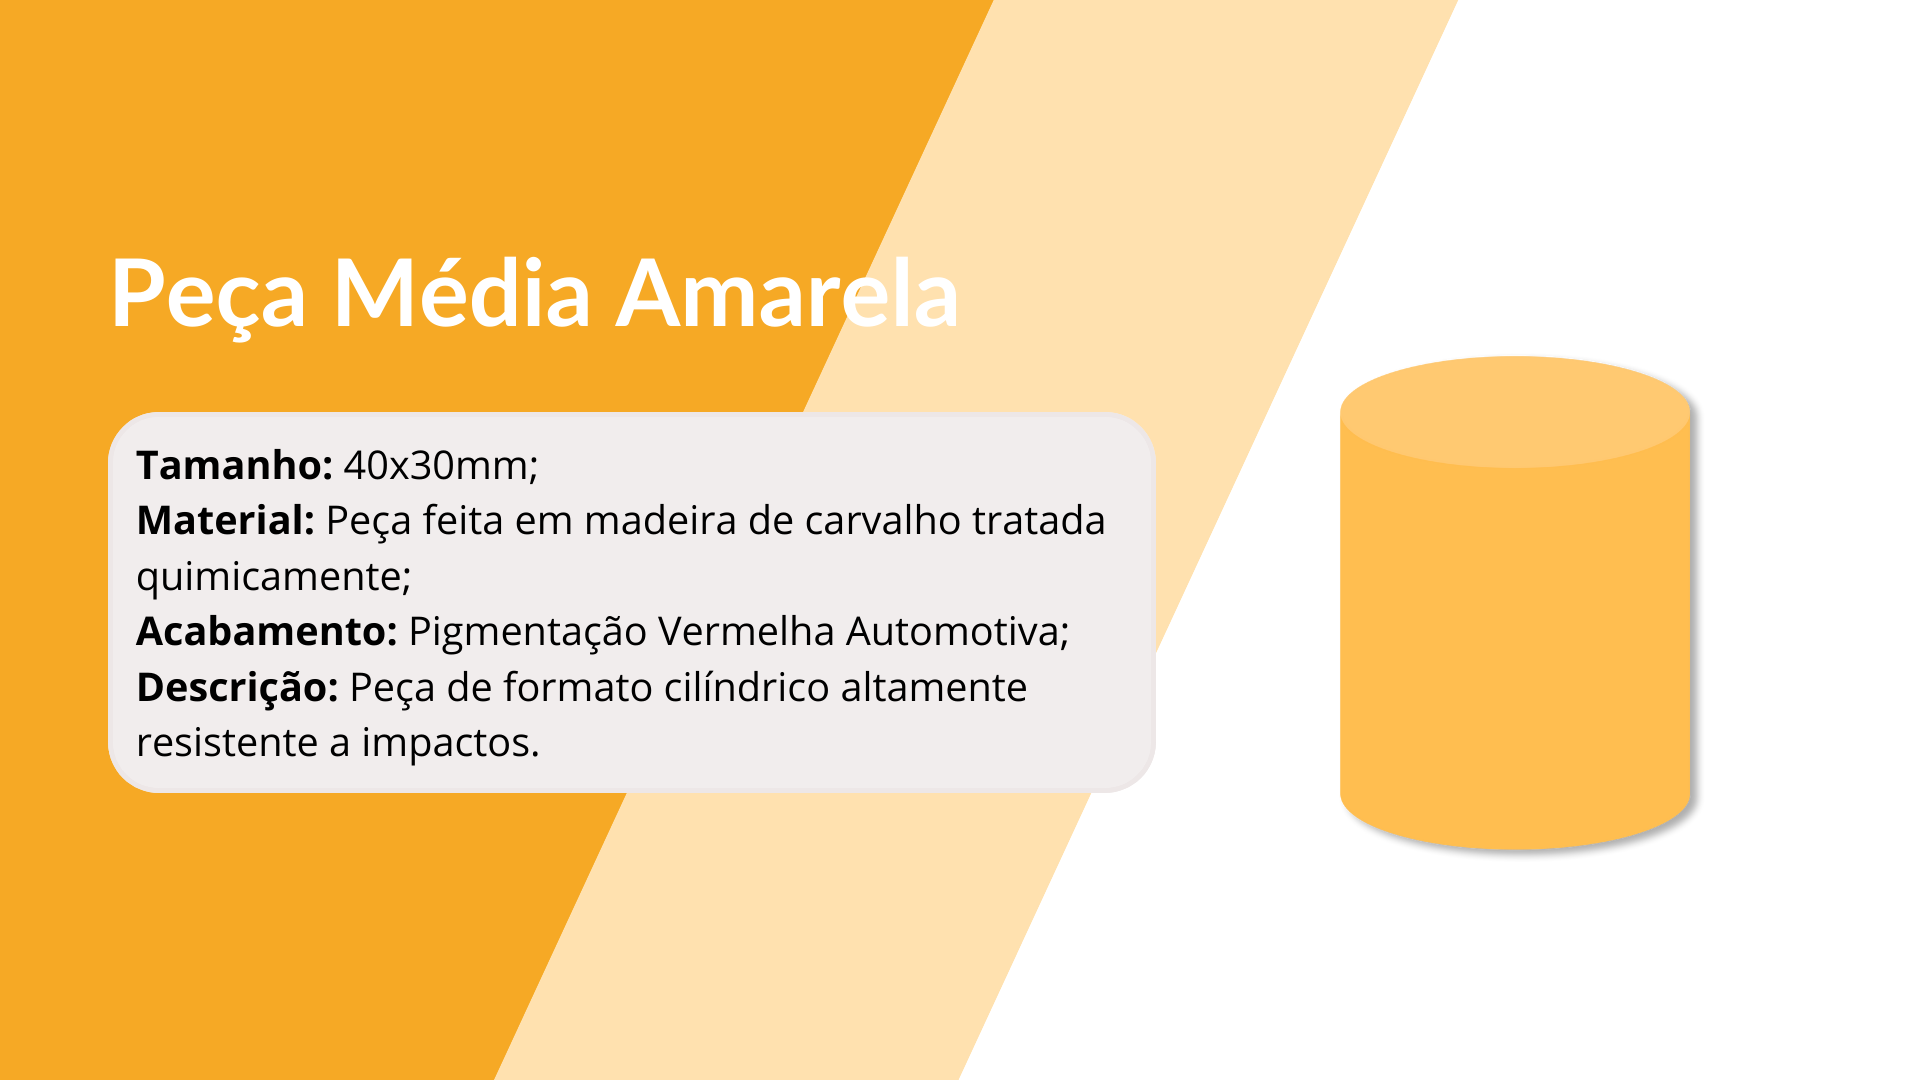 Peça Média Amarela
Tamanho: 40x30mm;
Material: Peça feita em madeira de carvalho tratada
quimicamente;
Acabamento: Pigmentação Vermelha Automotiva;
Descrição: Peça de formato cilíndrico altamente
resistente a impactos.